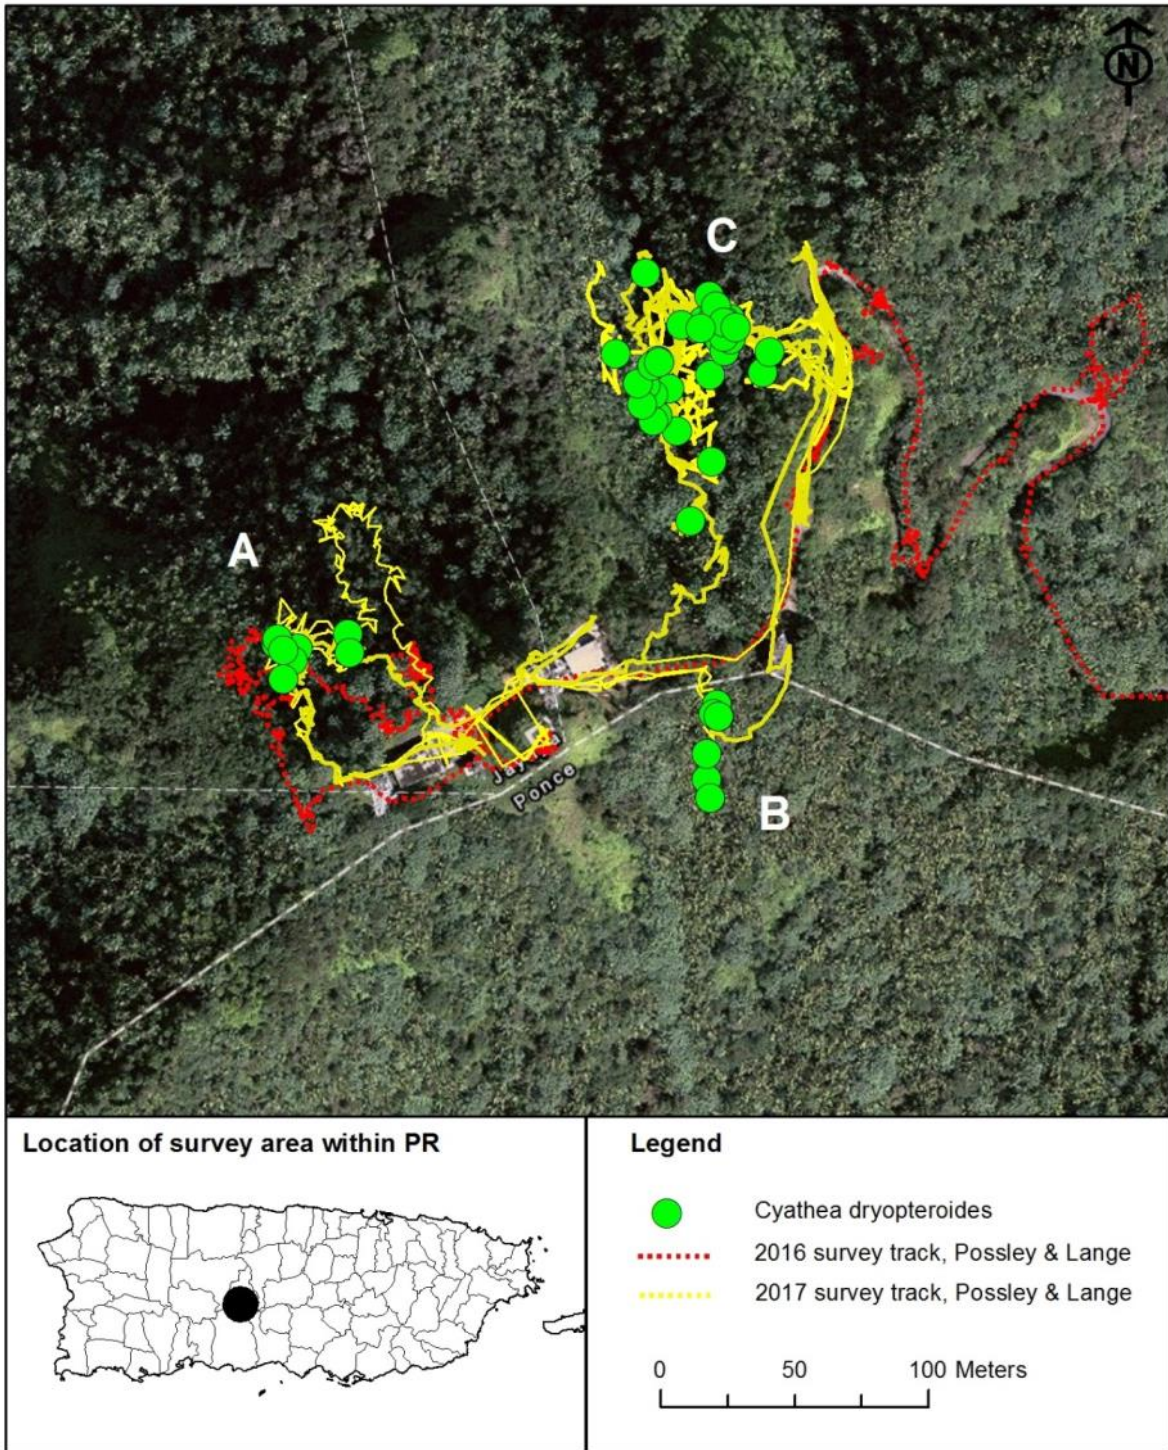 N
C
A
Ponce
B
Location of survey area within PR
Legend
Cyathea dryopteroides
2016 survey track, Possley & Lange
2017 survey track, Possley & Lange
0 50 100 Meters